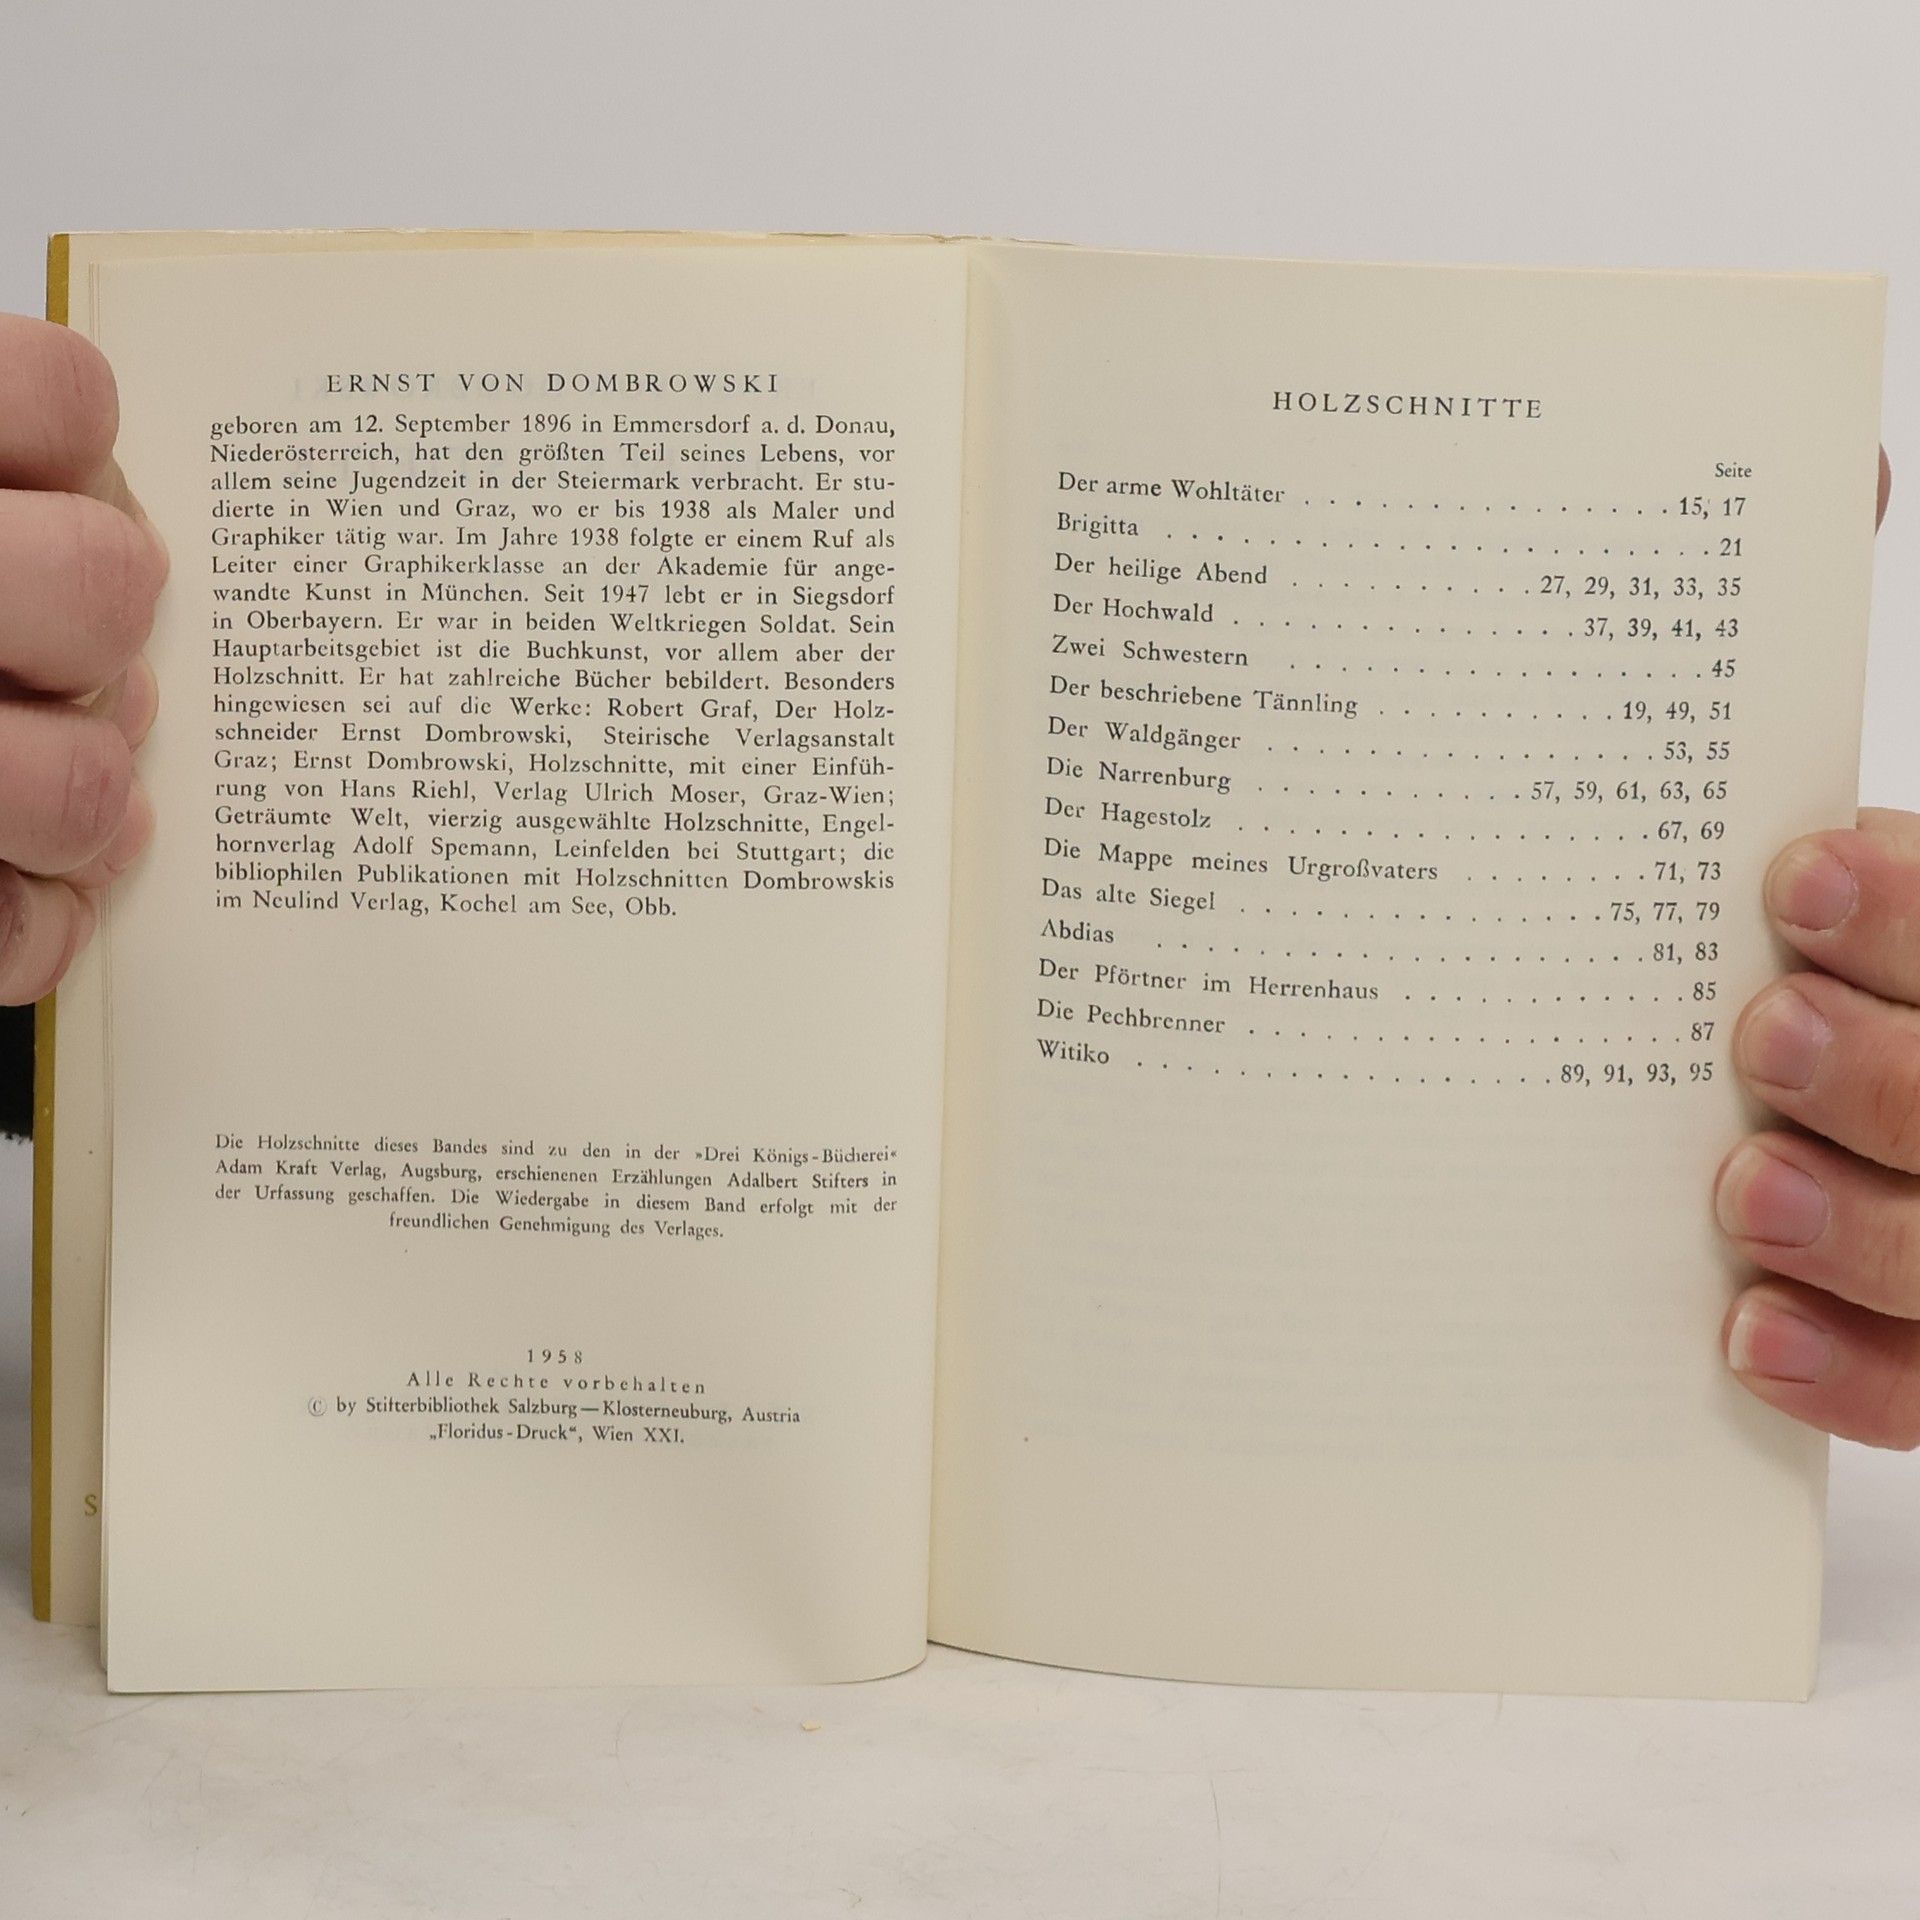 ERNST VON DOMBROWSKI
geboren am 12. September 1896 in Emmersdorf a. d. Donau,
Niederösterreich, hat den größten Teil seines Lebens, vor
allem seine Jugendzeit in der Steiermark verbracht. Er stu-
dierte in Wien und Graz, wo er bis 1938 als Maler und
Graphiker tätig war. Im Jahre 1938 folgte er einem Ruf als
Leiter einer Graphikerklasse an der Akademie für ange-
wandte Kunst in München. Seit 1947 lebt er in Siegsdorf
in Oberbayern. Er war in beiden Weltkriegen Soldat. Sein
Hauptarbeitsgebiet ist die Buchkunst, vor allem aber der
Holzschnitt. Er hat zahlreiche Bücher bebildert. Besonders
hingewiesen sei auf die Werke: Robert Graf, Der Holz-
schneider Ernst Dombrowski, Steirische Verlagsanstalt
Graz; Ernst Dombrowski, Holzschnitte, mit einer Einfüh-
rung von Hans Riehl, Verlag Ulrich Moser, Graz-Wien;
Geträumte Welt, vierzig ausgewählte Holzschnitte, Engel-
hornverlag Adolf Spemann, Leinfelden bei Stuttgart; die
bibliophilen Publikationen mit Holzschnitten Dombrowskis
im Neulind Verlag, Kochel am See, Obb.
Die Holzschnitte dieses Bandes sind zu den in der »Drei Königs-Bücherei«
Adam Kraft Verlag, Augsburg, erschienenen Erzählungen Adalbert Stifters in
der Urfassung geschaffen. Die Wiedergabe in diesem Band erfolgt mit der
freundlichen Genehmigung des Verlages.
1958
Alle Rechte vorbehalten
© by Stifterbibliothek Salzburg—Klosterneuburg, Austria
„Floridus-Druck“, Wien XXI.
S
HOLZSCHNITTE
Seite
Der arme Wohltäter . . . . . . . . . . . . . . . 15, 17
Brigitta . . . . . . . . . . . . . . . . . . . . . . 21
Der heilige Abend . . . . . . . . . . 27, 29, 31, 33, 35
Der Hochwald . . . . . . . . . . . . . . 37, 39, 41, 43
Zwei Schwestern . . . . . . . . . . . . . . . . . 45
Der beschriebene Tännling . . . . . . . . . . 19, 49, 51
Der Waldgänger . . . . . . . . . . . . . . . . 53, 55
Die Narrenburg . . . . . . . . . . . 57, 59, 61, 63, 65
Der Hagestolz . . . . . . . . . . . . . . . . . 67, 69
Die Mappe meines Urgroßvaters . . . . . . . . 71, 73
Das alte Siegel . . . . . . . . . . . . . . . 75, 77, 79
Abdias . . . . . . . . . . . . . . . . . . . . 81, 83
Der Pförtner im Herrenhaus . . . . . . . . . . . . 85
Die Pechbrenner . . . . . . . . . . . . . . . . . . 87
Witiko . . . . . . . . . . . . . . . . . 89, 91, 93, 95